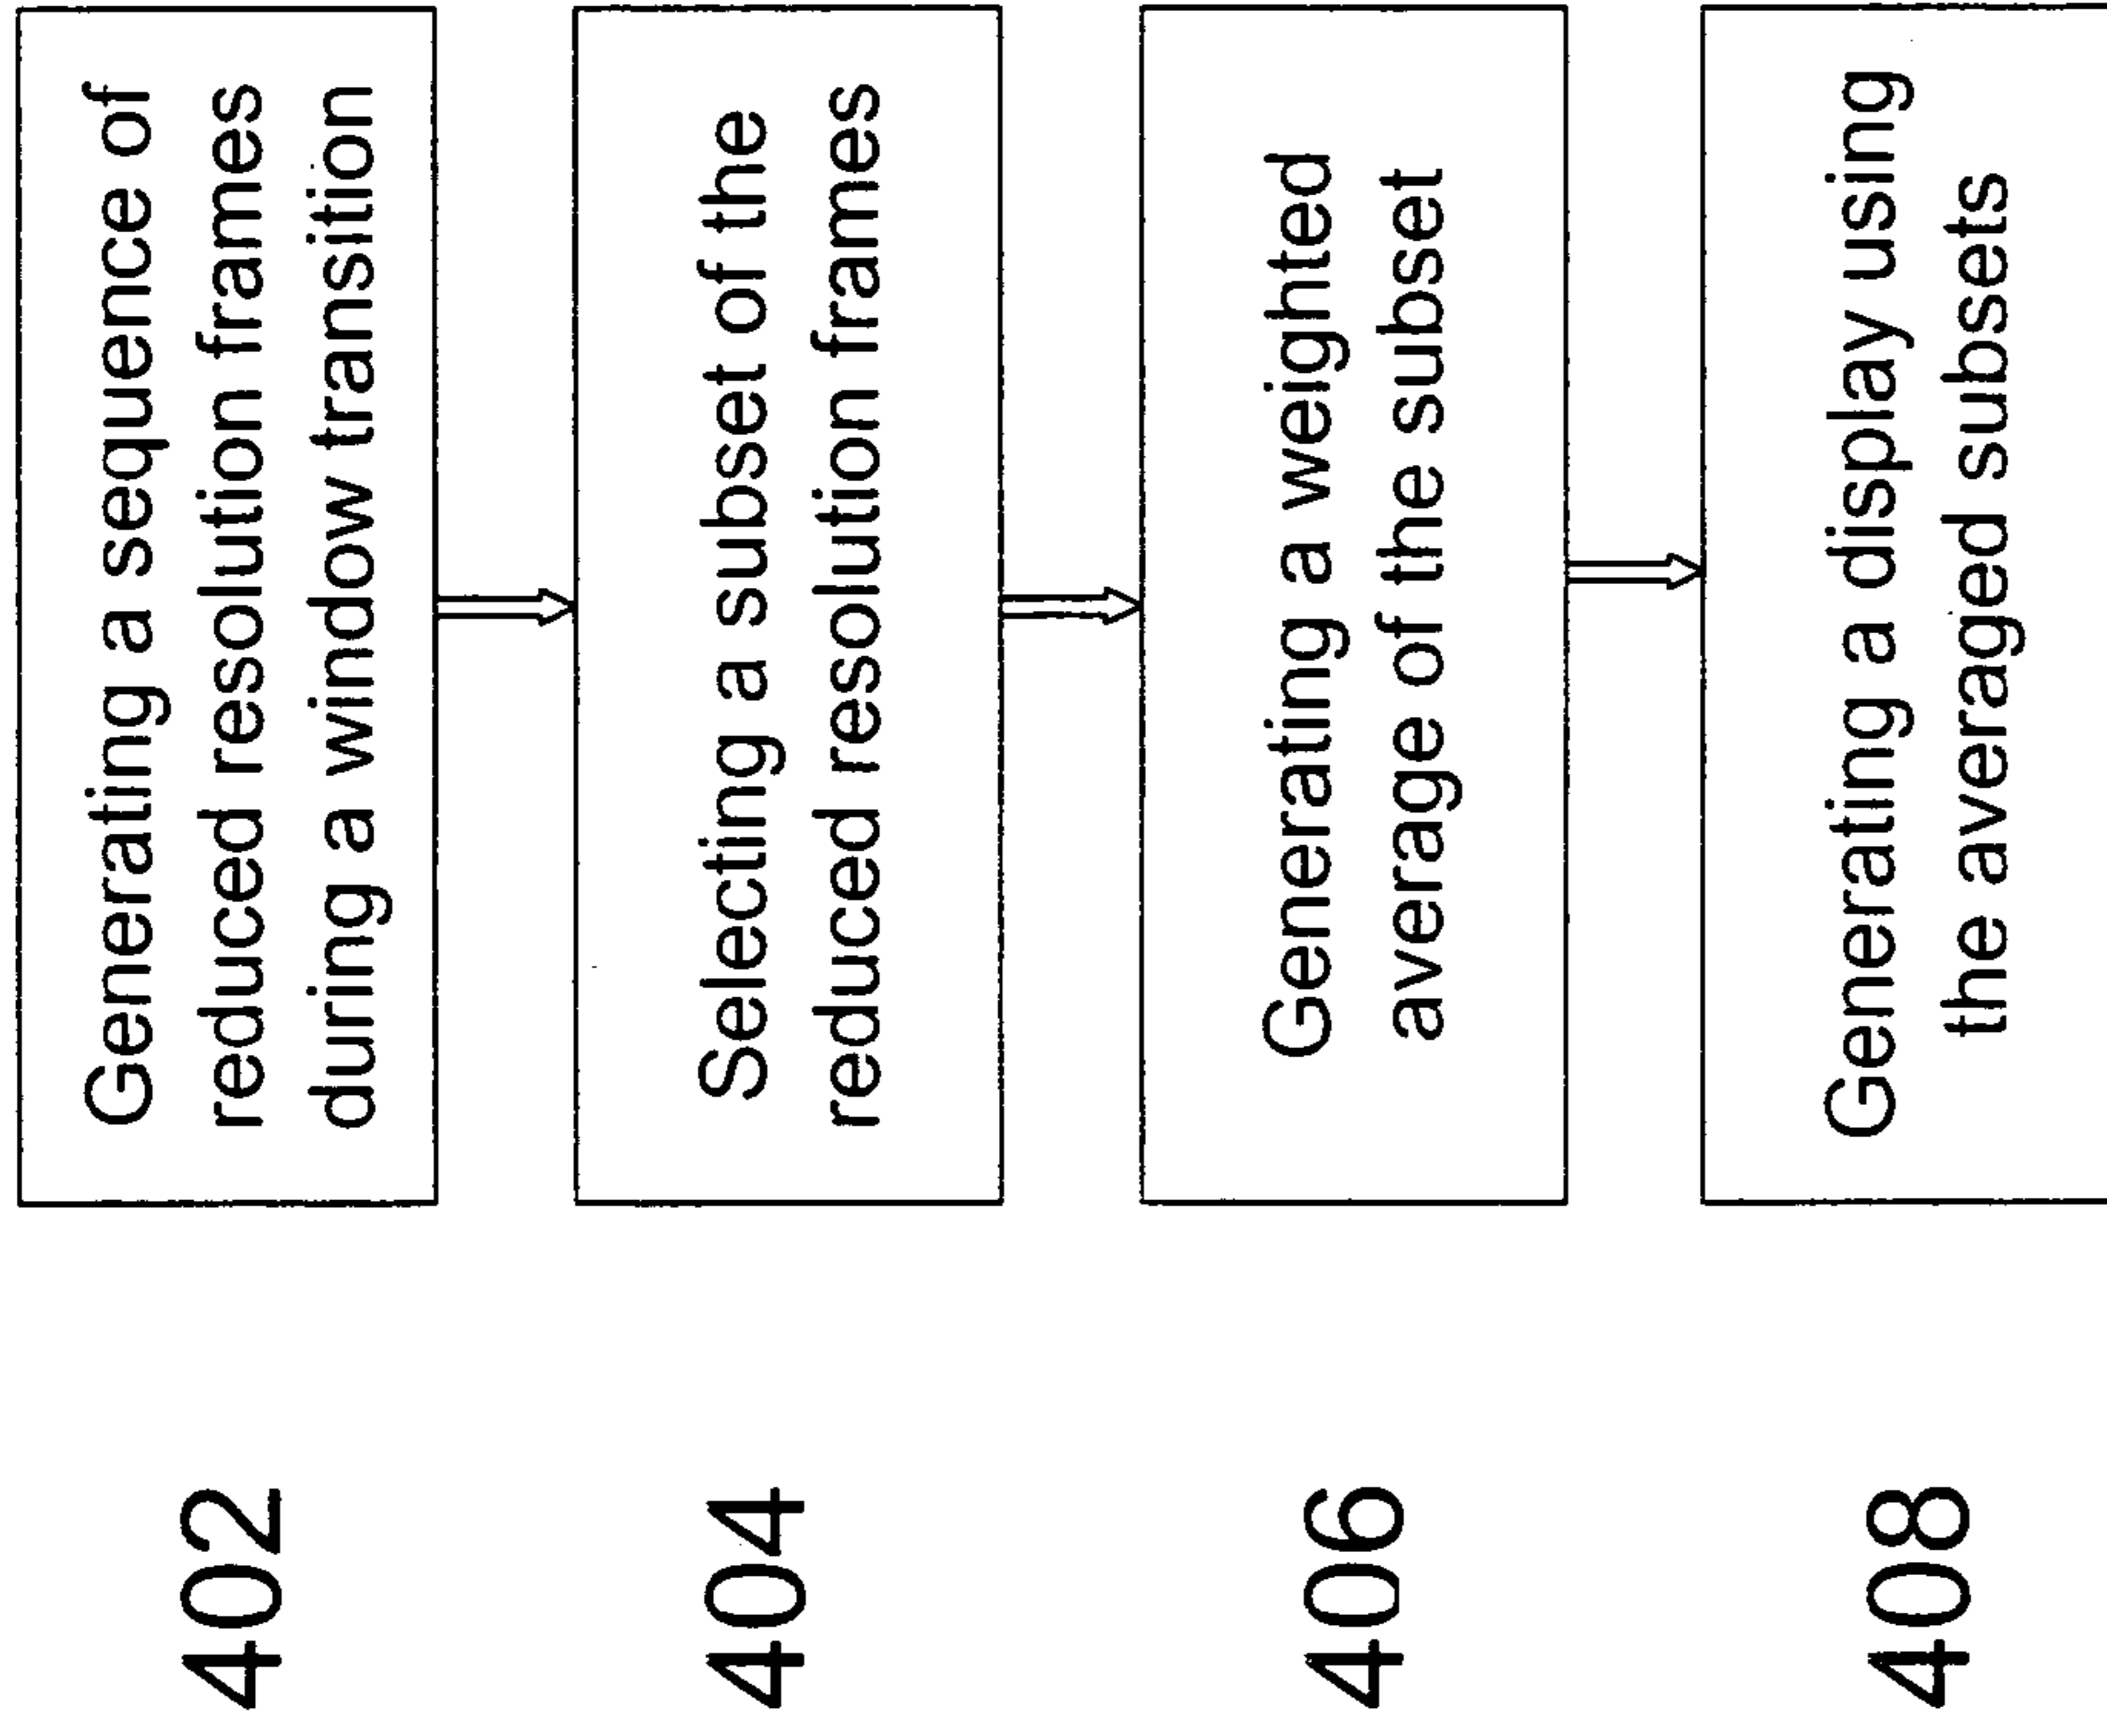 402
Generating a sequence of
reduced resolution frames
during a window transition
404
Selecting a subset of the
reduced resolution frames
406
Generating a weighted
average of the subset
408
Generating a display using
the averaged subsets